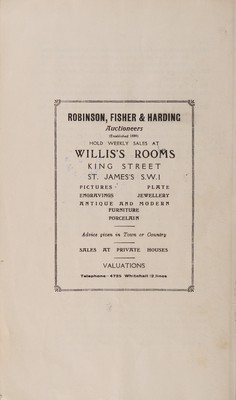 ROBINSON, FISHER & HARDING
Auctioneers
(Established 1830)
HOLD WEEKLY SALES AT
WILLIS'S ROOMS
KING STREET
ST. JAMES'S S.W.1
PICTURES PLATE
ENGRAVINGS JEWELLERY
ANTIQUE AND MODERN
FURNITURE
PORCELAIN
Advice given in Town or Country
SALES AT PRIVATE HOUSES
VALUATIONS
Telephone—4725 Whitehall (2 lines